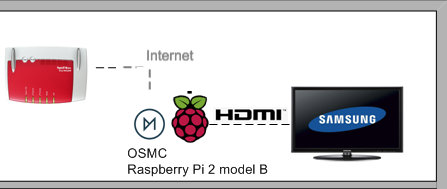 Internet
HDMI
SAMSUNG
OSMC
Raspberry Pi 2 model B